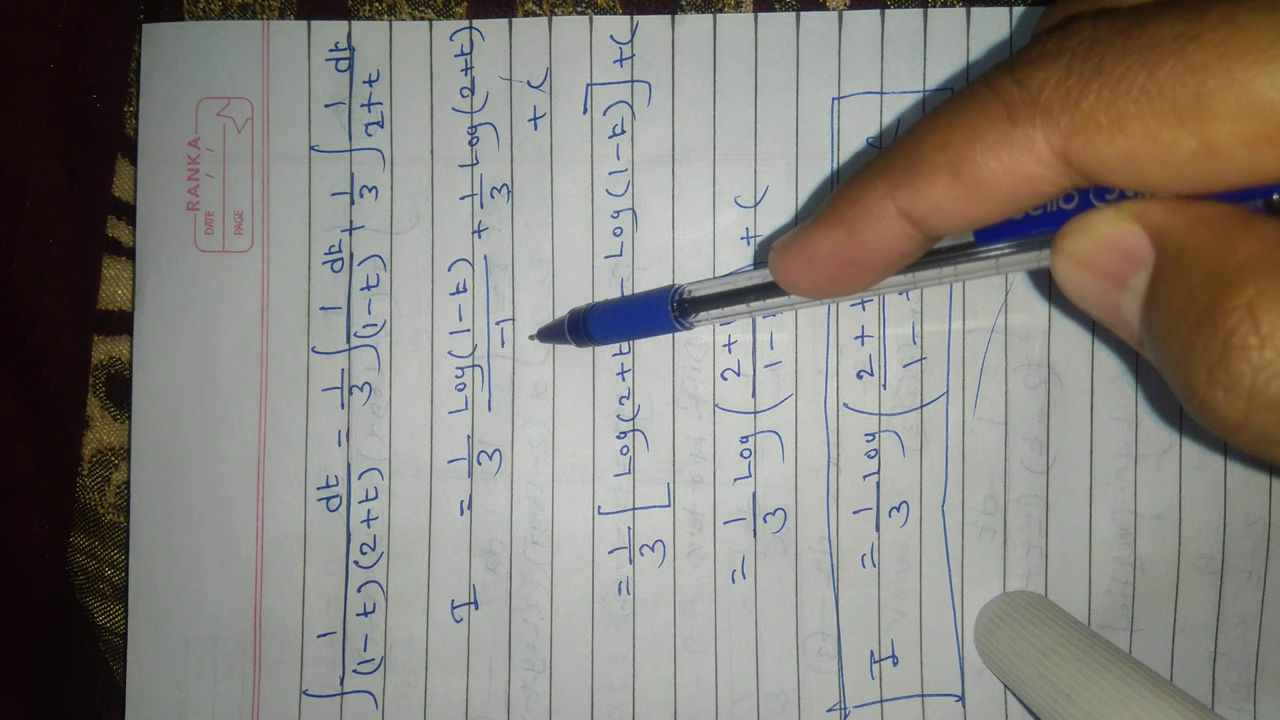 RANKA
DATE / /
PAGE
∫ 1/((1-t)(2+t)) dt = 1/3 ∫ 1/(1-t) dt + 1/3 ∫ 1/(2+t) dt
I = 1/3 Log(1-t)/-1 + 1/3 Log(2+t)
+ C
= 1/3 [Log(2+t) - Log(1-t)] + C
= 1/3 Log(2+ / 1- + C
I = 1/3 log(2+ / 1-
cello